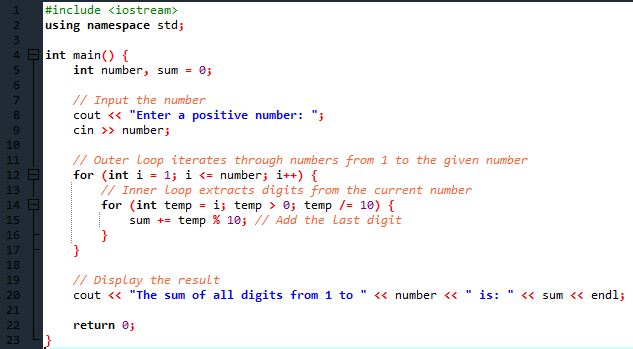 1 #include <iostream>
2 using namespace std;
3
4 int main() {
5     int number, sum = 0;
6
7     // Input the number
8     cout << "Enter a positive number: ";
9     cin >> number;
10
11     // Outer loop iterates through numbers from 1 to the given number
12     for (int i = 1; i <= number; i++) {
13         // Inner loop extracts digits from the current number
14         for (int temp = i; temp > 0; temp /= 10) {
15             sum += temp % 10; // Add the last digit
16         }
17     }
18
19     // Display the result
20     cout << "The sum of all digits from 1 to " << number << " is: " << sum << endl;
21
22     return 0;
23 }